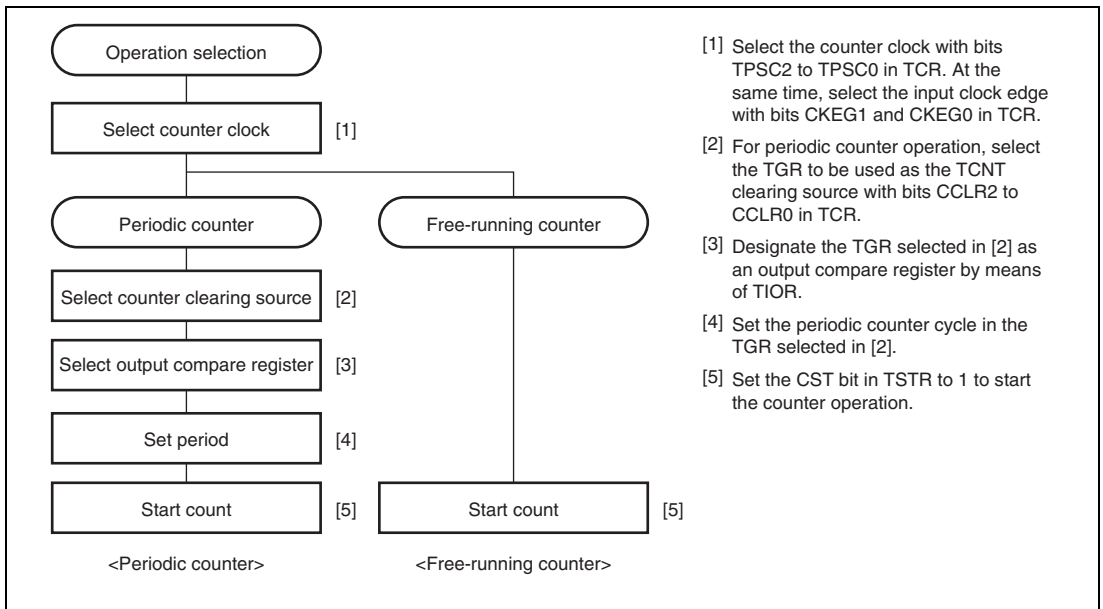 Operation selection
Select counter clock [1]
Periodic counter
Free-running counter
Select counter clearing source [2]
Select output compare register [3]
Set period [4]
Start count [5]
Start count [5]
<Periodic counter>
<Free-running counter>
[1] Select the counter clock with bits
TPSC2 to TPSC0 in TCR. At the
same time, select the input clock edge
with bits CKEG1 and CKEG0 in TCR.
[2] For periodic counter operation, select
the TGR to be used as the TCNT
clearing source with bits CCLR2 to
CCLR0 in TCR.
[3] Designate the TGR selected in [2] as
an output compare register by means
of TIOR.
[4] Set the periodic counter cycle in the
TGR selected in [2].
[5] Set the CST bit in TSTR to 1 to start
the counter operation.